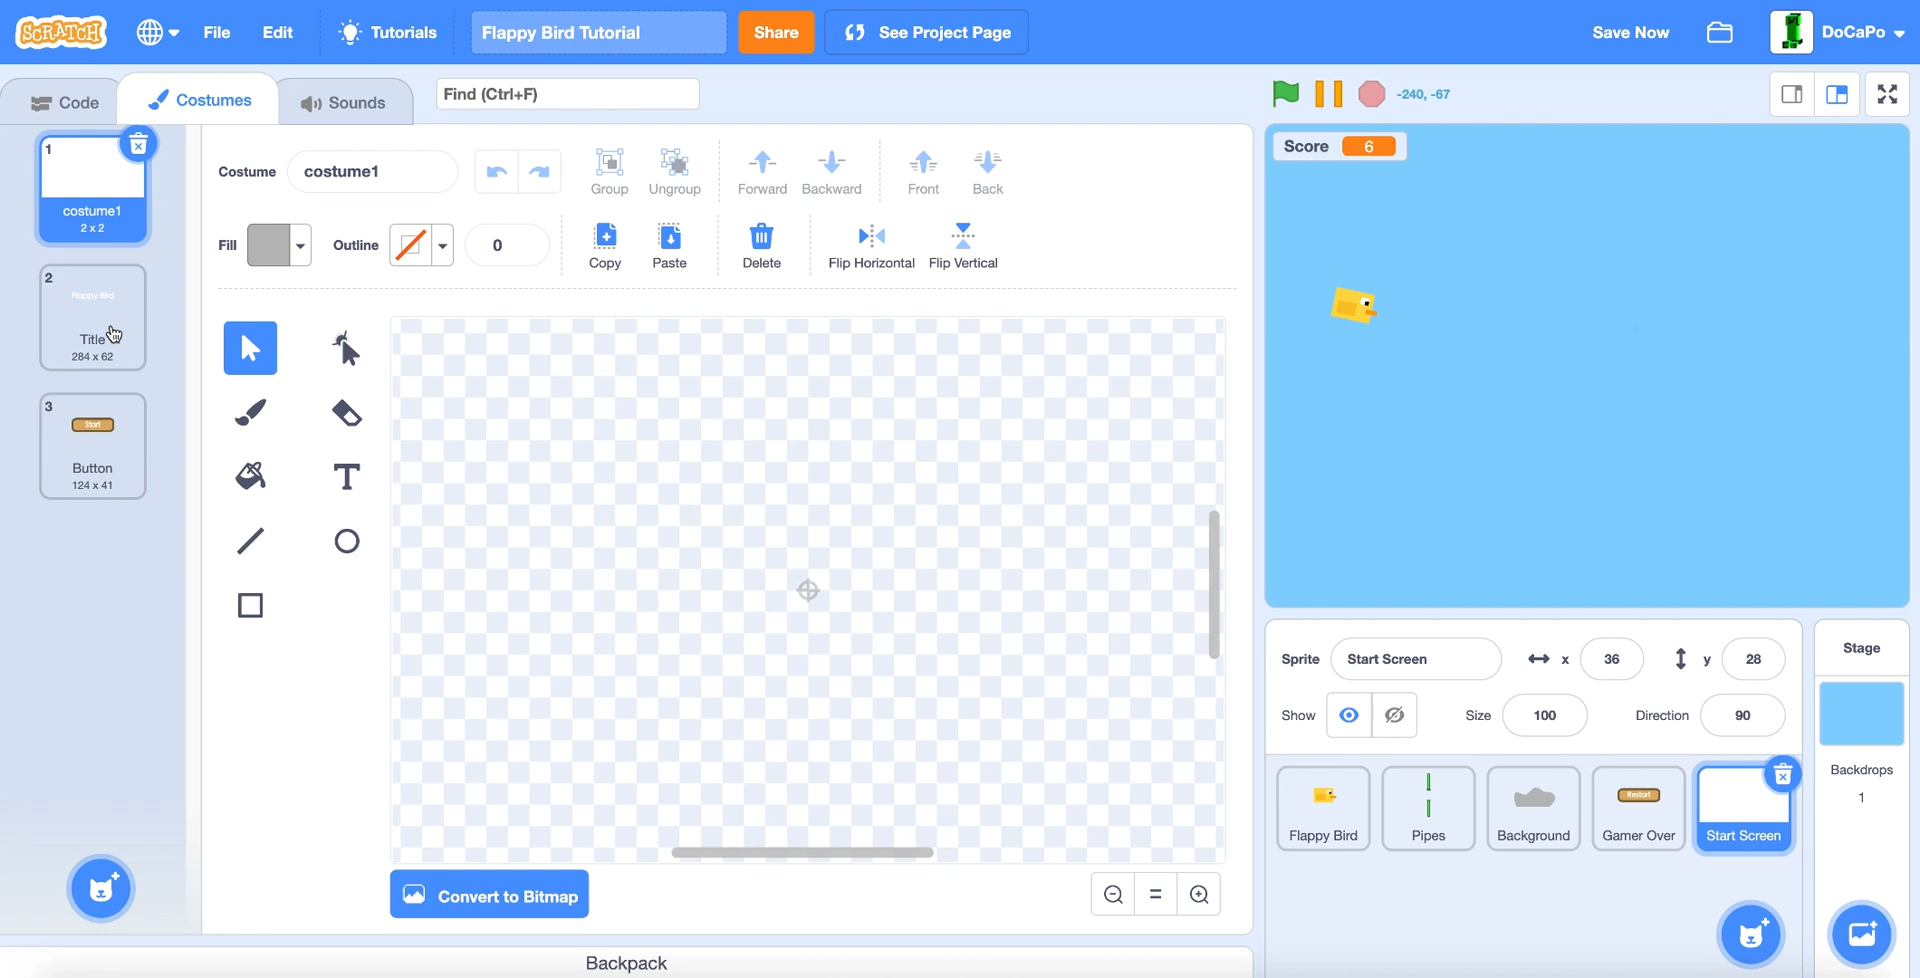 SCRATCH File Edit Tutorials Flappy Bird Tutorial Share See Project Page Save Now DoCaPo
Code Costumes Sounds Find (Ctrl+F) -240, -67
Score 6
1
costume1
2 x 2
2
Flappy Bird
Title
284 x 62
3
Start
Button
124 x 41
Costume costume1 Group Ungroup Forward Backward Front Back
Fill Outline 0 Copy Paste Delete Flip Horizontal Flip Vertical
T
Convert to Bitmap
Backpack
Sprite Start Screen x 36 y 28
Show Size 100 Direction 90
Flappy Bird Pipes Background Restart Gamer Over Start Screen
Stage
Backdrops
1